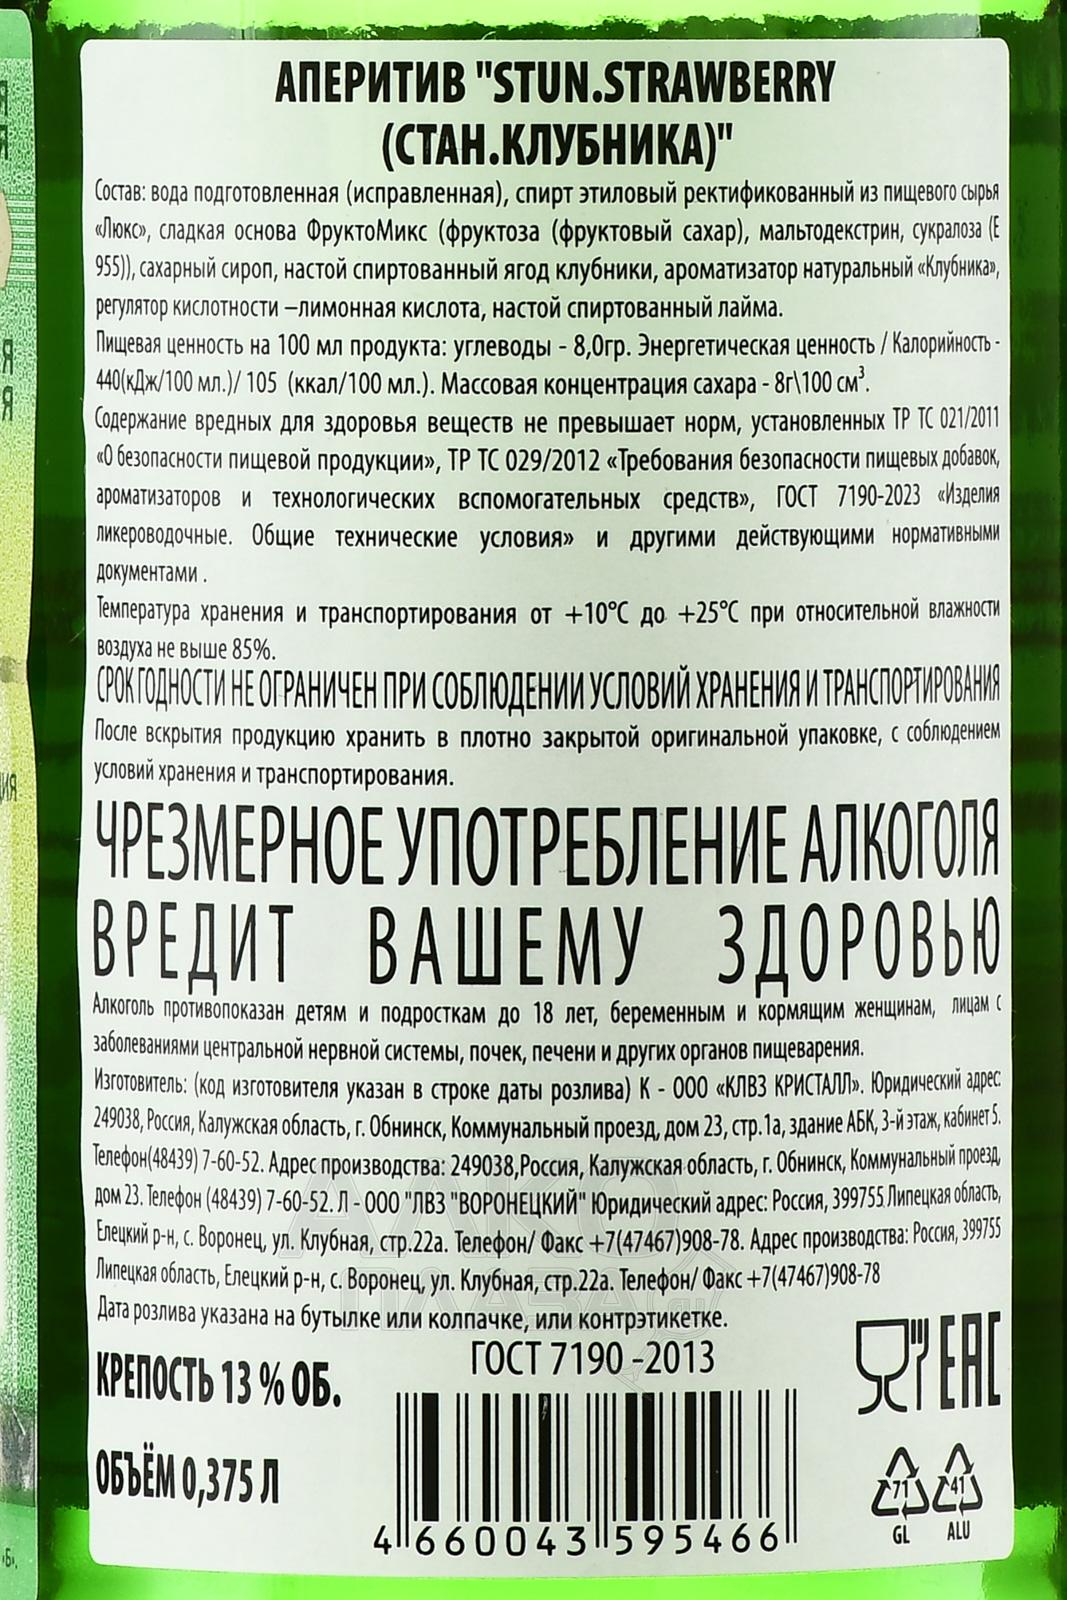 АПЕРИТИВ "STUN.STRAWBERRY
(СТАН.КЛУБНИКА)"
Состав: вода подготовленная (исправленная), спирт этиловый ректификованный из пищевого сырья
«Люкс», сладкая основа ФруктоМикс (фруктоза (фруктовый сахар), мальтодекстрин, сукралоза (Е
955)), сахарный сироп, настой спиртованный ягод клубники, ароматизатор натуральный «Клубника»,
регулятор кислотности –лимонная кислота, настой спиртованный лайма.
Пищевая ценность на 100 мл продукта: углеводы - 8,0гр. Энергетическая ценность / Калорийность -
440(кДж/100 мл.)/ 105 (ккал/100 мл.). Массовая концентрация сахара - 8г\100 см³.
Содержание вредных для здоровья веществ не превышает норм, установленных ТР ТС 021/2011
«О безопасности пищевой продукции», ТР ТС 029/2012 «Требования безопасности пищевых добавок,
ароматизаторов и технологических вспомогательных средств», ГОСТ 7190-2023 «Изделия
ликероводочные. Общие технические условия» и другими действующими нормативными
документами .
Температура хранения и транспортирования от +10°С до +25°С при относительной влажности
воздуха не выше 85%.
СРОК ГОДНОСТИ НЕ ОГРАНИЧЕН ПРИ СОБЛЮДЕНИИ УСЛОВИЙ ХРАНЕНИЯ И ТРАНСПОРТИРОВАНИЯ
После вскрытия продукцию хранить в плотно закрытой оригинальной упаковке, с соблюдением
условий хранения и транспортирования.
ЧРЕЗМЕРНОЕ УПОТРЕБЛЕНИЕ АЛКОГОЛЯ
ВРЕДИТ ВАШЕМУ ЗДОРОВЬЮ
Алкоголь противопоказан детям и подросткам до 18 лет, беременным и кормящим женщинам, лицам с
заболеваниями центральной нервной системы, почек, печени и других органов пищеварения.
Изготовитель: (код изготовителя указан в строке даты розлива) К - ООО «КЛВЗ КРИСТАЛЛ». Юридический адрес:
249038, Россия, Калужская область, г. Обнинск, Коммунальный проезд, дом 23, стр.1а, здание АБК, 3-й этаж, кабинет 5.
Телефон(48439) 7-60-52. Адрес производства: 249038,Россия, Калужская область, г. Обнинск, Коммунальный проезд,
дом 23. Телефон (48439) 7-60-52. Л - ООО "ЛВЗ "ВОРОНЕЦКИЙ" Юридический адрес: Россия, 399755 Липецкая область,
Елецкий р-н, с. Воронец, ул. Клубная, стр.22а. Телефон/ Факс +7(47467)908-78. Адрес производства: Россия, 399755
Липецкая область, Елецкий р-н, с. Воронец, ул. Клубная, стр.22а. Телефон/ Факс +7(47467)908-78
Дата розлива указана на бутылке или колпачке, или контрэтикетке.
ГОСТ 7190 -2013
КРЕПОСТЬ 13 % ОБ.
ОБЪЁМ 0,375 Л
4 660043 595466
EAC
71
GL
41
ALU